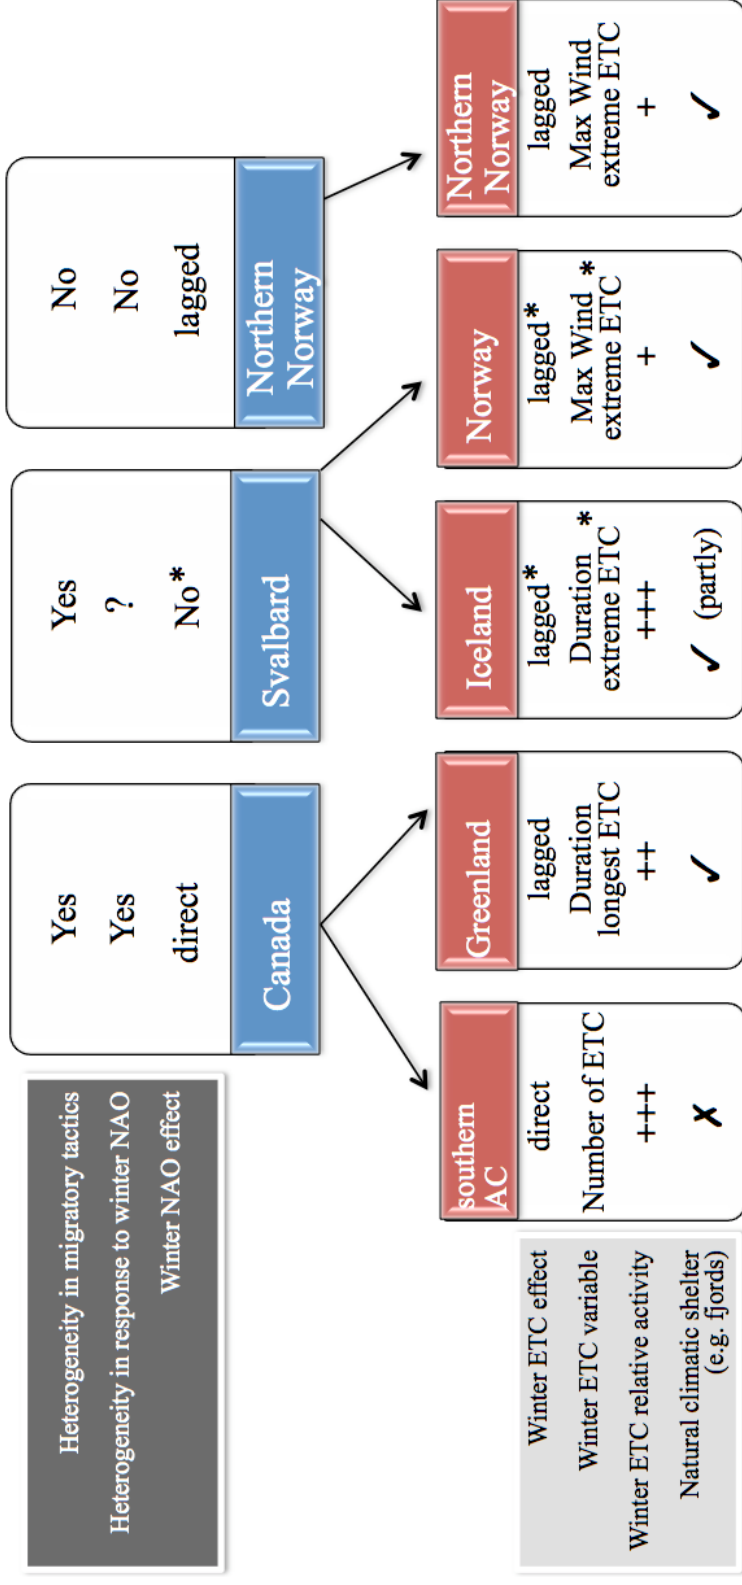 Heterogeneity in migratory tactics
Heterogeneity in response to winter NAO
Winter NAO effect
Yes
Yes
direct
Canada
Yes
?
No*
Svalbard
No
No
lagged
Northern
Norway
Winter ETC effect
Winter ETC variable
Winter ETC relative activity
Natural climatic shelter
(e.g. fjords)
southern
AC
direct
Number of ETC
+++
✗
Greenland
lagged
Duration
longest ETC
++
✓
Iceland
lagged*
Duration
extreme ETC*
+++
✓ (partly)
Norway
lagged*
Max Wind
extreme ETC*
+
✓
Northern
Norway
lagged
Max Wind
extreme ETC
+
✓